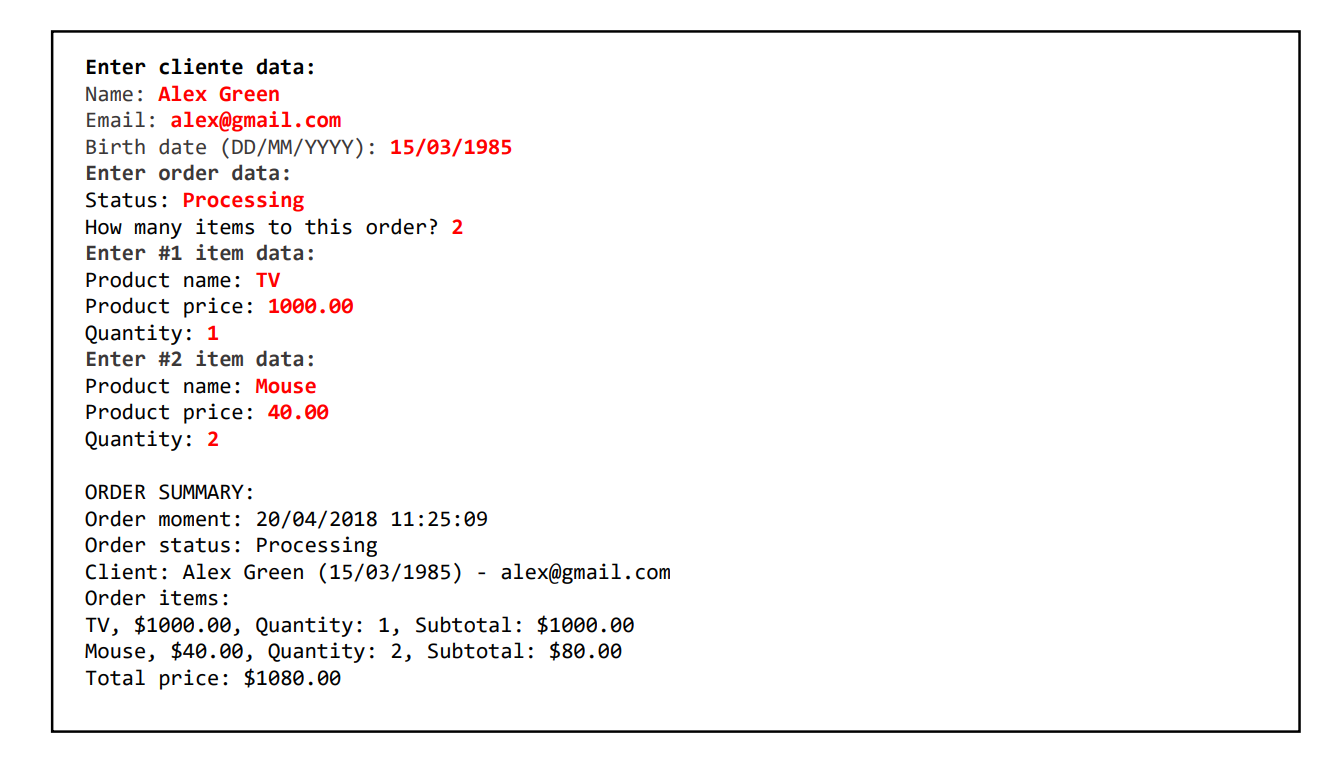 Enter cliente data:
Name: Alex Green
Email: alex@gmail.com
Birth date (DD/MM/YYYY): 15/03/1985
Enter order data:
Status: Processing
How many items to this order? 2
Enter #1 item data:
Product name: TV
Product price: 1000.00
Quantity: 1
Enter #2 item data:
Product name: Mouse
Product price: 40.00
Quantity: 2
ORDER SUMMARY:
Order moment: 20/04/2018 11:25:09
Order status: Processing
Client: Alex Green (15/03/1985) - alex@gmail.com
Order items:
TV, $1000.00, Quantity: 1, Subtotal: $1000.00
Mouse, $40.00, Quantity: 2, Subtotal: $80.00
Total price: $1080.00